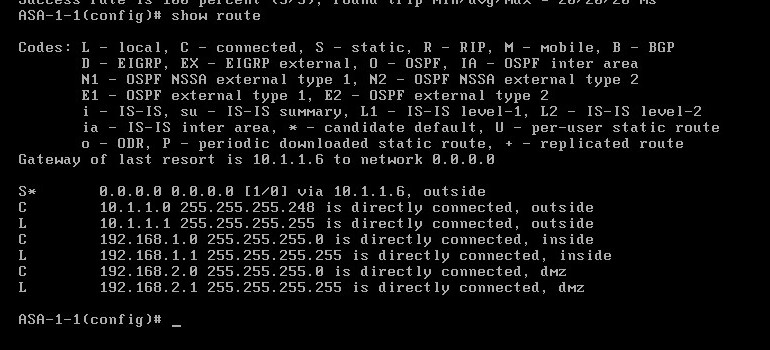 Success rate is 100 percent (5/5), round trip min/avg/max = 20/20/20 ms
ASA-1-1(config)# show route
Codes: L - local, C - connected, S - static, R - RIP, M - mobile, B - BGP
D - EIGRP, EX - EIGRP external, O - OSPF, IA - OSPF inter area
N1 - OSPF NSSA external type 1, N2 - OSPF NSSA external type 2
E1 - OSPF external type 1, E2 - OSPF external type 2
i - IS-IS, su - IS-IS summary, L1 - IS-IS level-1, L2 - IS-IS level-2
ia - IS-IS inter area, * - candidate default, U - per-user static route
o - ODR, P - periodic downloaded static route, + - replicated route
Gateway of last resort is 10.1.1.6 to network 0.0.0.0
S* 0.0.0.0 0.0.0.0 [1/0] via 10.1.1.6, outside
C 10.1.1.0 255.255.255.248 is directly connected, outside
L 10.1.1.1 255.255.255.255 is directly connected, outside
C 192.168.1.0 255.255.255.0 is directly connected, inside
L 192.168.1.1 255.255.255.255 is directly connected, inside
C 192.168.2.0 255.255.255.0 is directly connected, dmz
L 192.168.2.1 255.255.255.255 is directly connected, dmz
ASA-1-1(config)# _